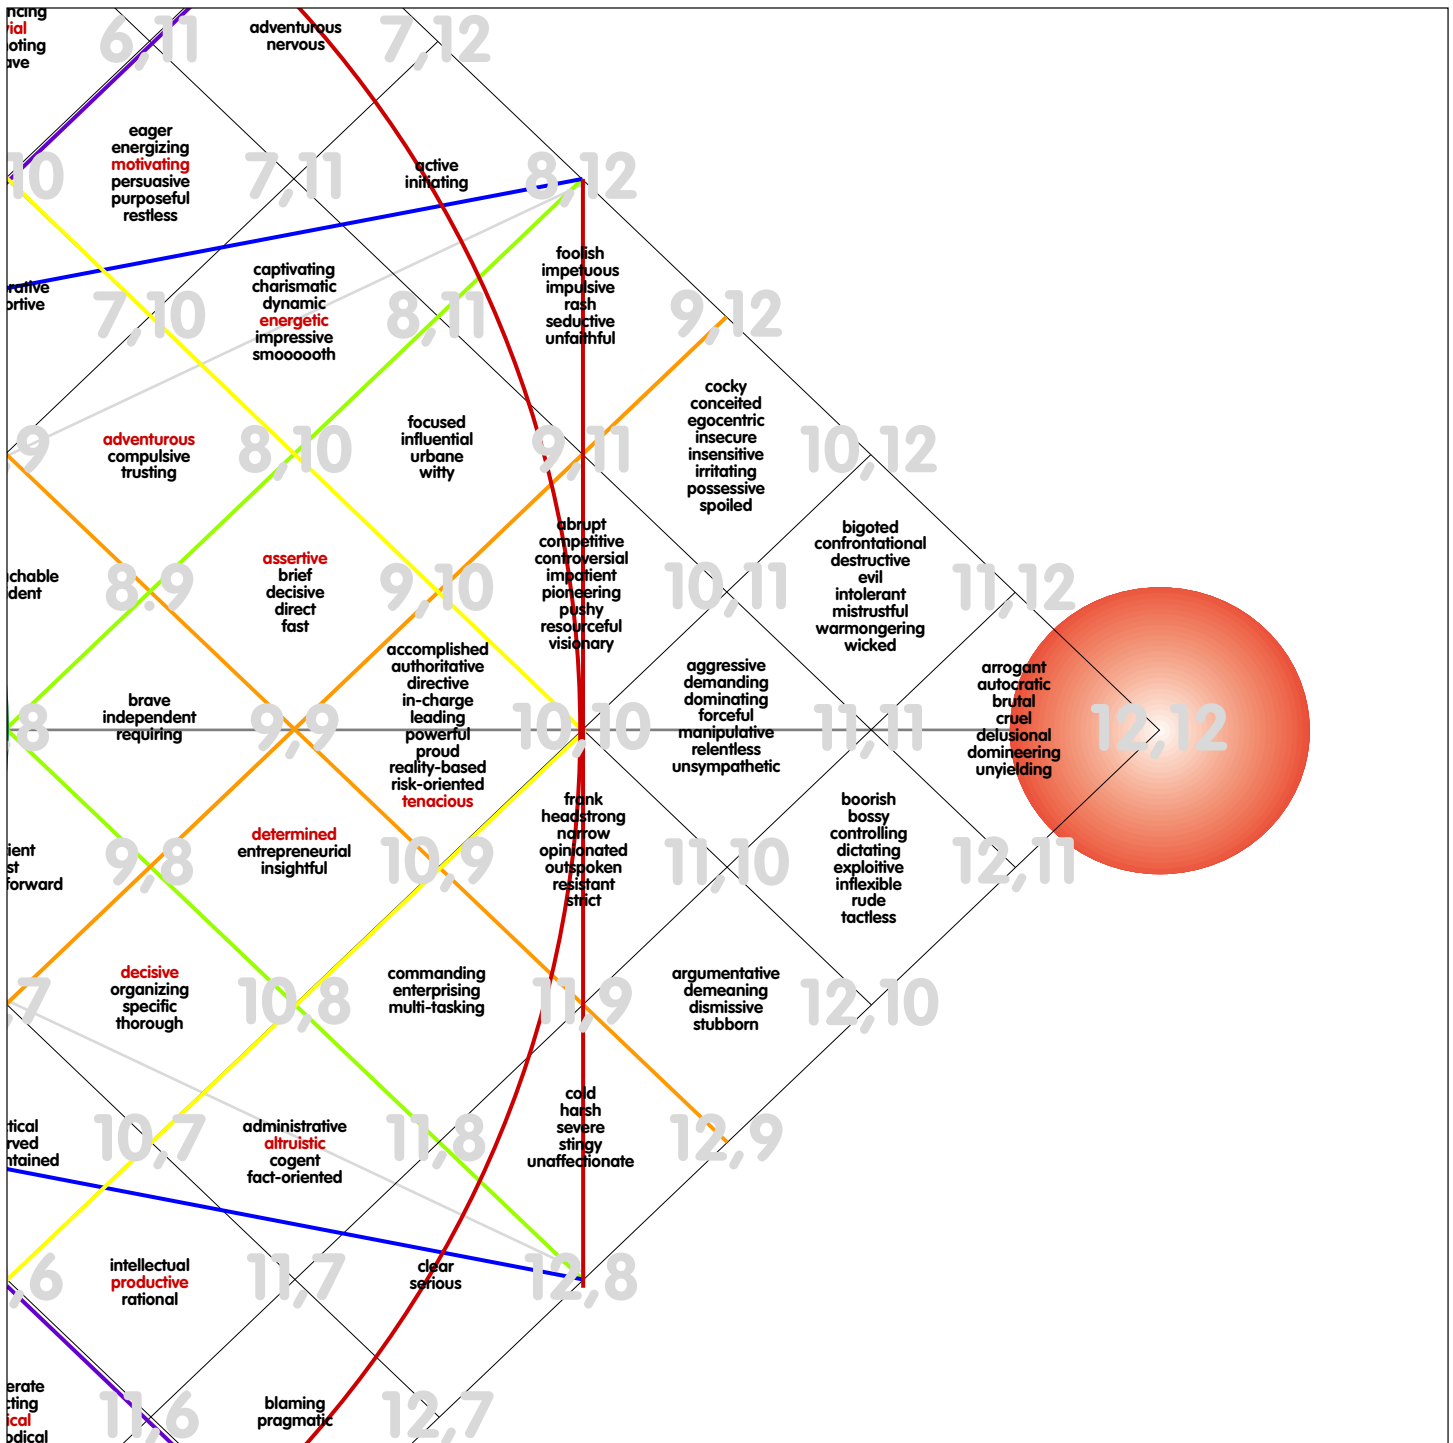 adventurous
nervous
6,11
7,12
eager
energizing
motivating
persuasive
purposeful
restless
10
7,11
active
initiating
8,12
captivating
charismatic
dynamic
energetic
impressive
smoooooth
foolish
impetuous
impulsive
rash
seductive
unfaithful
7,10
8,11
9,12
cocky
conceited
egocentric
insecure
insensitive
irritating
possessive
spoiled
adventurous
compulsive
trusting
focused
influential
urbane
witty
9
8,10
9,11
10,12
abrupt
competitive
controversial
impatient
pioneering
pushy
resourceful
visionary
bigoted
confrontational
destructive
evil
intolerant
mistrustful
warmongering
wicked
assertive
brief
decisive
direct
fast
8.9
9,10
10,11
11,12
accomplished
authoritative
directive
in-charge
leading
powerful
proud
reality-based
risk-oriented
tenacious
aggressive
demanding
dominating
forceful
manipulative
relentless
unsympathetic
arrogant
autocratic
brutal
cruel
delusional
domineering
unyielding
brave
independent
requiring
,8
9,9
10,10
11,11
12,12
frank
headstrong
narrow
opinionated
outspoken
resistant
strict
boorish
bossy
controlling
dictating
exploitive
inflexible
rude
tactless
determined
entrepreneurial
insightful
9,8
10,9
11,10
12,11
decisive
organizing
specific
thorough
commanding
enterprising
multi-tasking
argumentative
demeaning
dismissive
stubborn
,7
10,8
11,9
12,10
cold
harsh
severe
stingy
unaffectionate
administrative
altruistic
cogent
fact-oriented
10,7
11,8
12,9
intellectual
productive
rational
clear
serious
,6
11,7
12,8
blaming
pragmatic
11,6
12,7